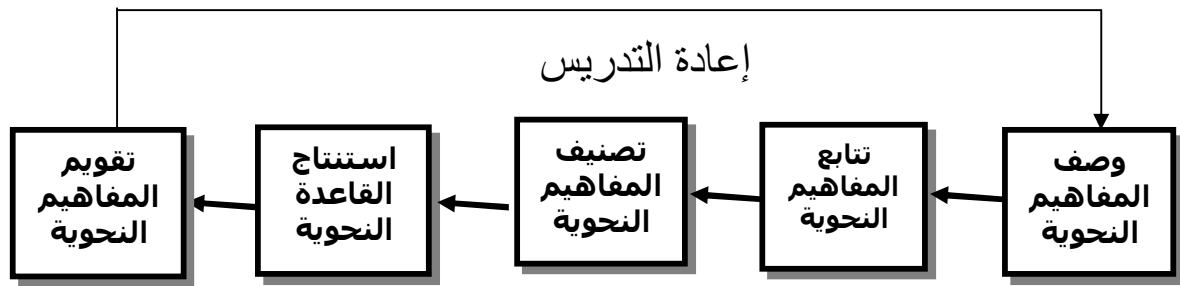 إعادة التدريس
وصف
المفاهيم
النحوية
تتابع
المفاهيم
النحوية
تصنيف
المفاهيم
النحوية
استنتاج
القاعدة
النحوية
تقويم
المفاهيم
النحوية